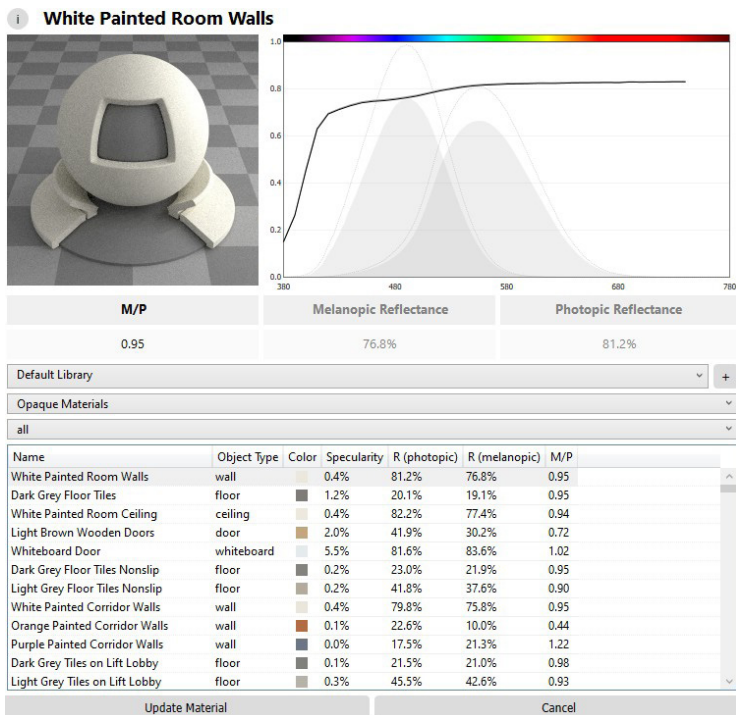 i White Painted Room Walls
1.0
0.8
0.6
0.4
0.2
0.0
380 480 580 680 780
M/P Melanopic Reflectance Photopic Reflectance
0.95 76.8% 81.2%
Default Library +
Opaque Materials
all
Name Object Type Color Specularity R (photopic) R (melanopic) M/P
White Painted Room Walls wall 0.4% 81.2% 76.8% 0.95
Dark Grey Floor Tiles floor 1.2% 20.1% 19.1% 0.95
White Painted Room Ceiling ceiling 0.4% 82.2% 77.4% 0.94
Light Brown Wooden Doors door 2.0% 41.9% 30.2% 0.72
Whiteboard Door whiteboard 5.5% 81.6% 83.6% 1.02
Dark Grey Floor Tiles Nonslip floor 0.2% 23.0% 21.9% 0.95
Light Grey Floor Tiles Nonslip floor 0.2% 41.8% 37.6% 0.90
White Painted Corridor Walls wall 0.4% 79.8% 75.8% 0.95
Orange Painted Corridor Walls wall 0.1% 22.6% 10.0% 0.44
Purple Painted Corridor Walls wall 0.0% 17.5% 21.3% 1.22
Dark Grey Tiles on Lift Lobby floor 0.1% 21.5% 21.0% 0.98
Light Grey Tiles on Lift Lobby floor 0.3% 45.5% 42.6% 0.93
Update Material Cancel